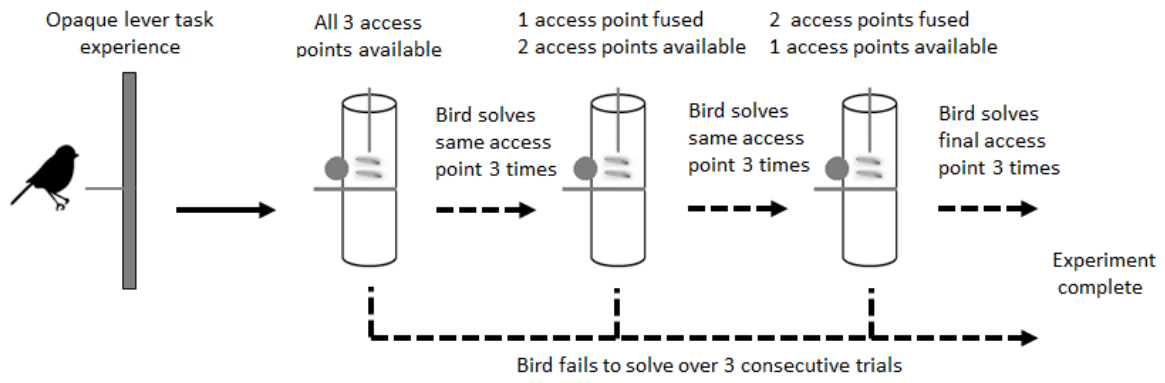 Opaque lever task
experience
All 3 access
points available
1 access point fused
2 access points available
2 access points fused
1 access points available
Bird solves
same access
point 3 times
Bird solves
same access
point 3 times
Bird solves
final access
point 3 times
Experiment
complete
Bird fails to solve over 3 consecutive trials